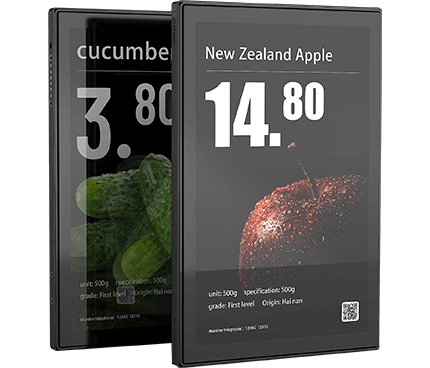 cucumber
3.80
unit: 500g specification: 500g
grade: First level Origin: Hai nan
New Zealand Apple
14.80
unit: 500g specification: 500g
grade: First level Origin: Hai nan